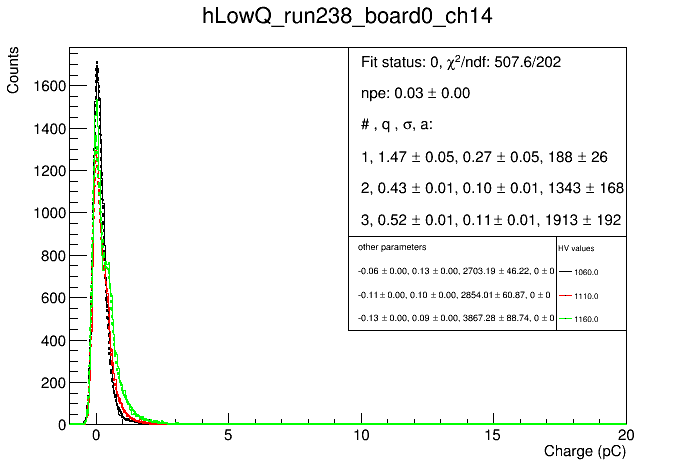 hLowQ_run238_board0_ch14
Counts
Fit status: 0, χ²/ndf: 507.6/202
npe: 0.03 ± 0.00
# , q , σ, a:
1, 1.47 ± 0.05, 0.27 ± 0.05, 188 ± 26
2, 0.43 ± 0.01, 0.10 ± 0.01, 1343 ± 168
3, 0.52 ± 0.01, 0.11± 0.01, 1913 ± 192
other parameters
HV values
-0.06 ± 0.00, 0.13 ± 0.00, 2703.19 ± 46.22, 0 ± 0
1060.0
-0.11± 0.00, 0.10 ± 0.00, 2854.01± 60.87, 0 ± 0
1110.0
-0.13 ± 0.00, 0.09 ± 0.00, 3867.28 ± 88.74, 0 ± 0
1160.0
1600
1400
1200
1000
800
600
400
200
0
0 5 10 15 20
Charge (pC)